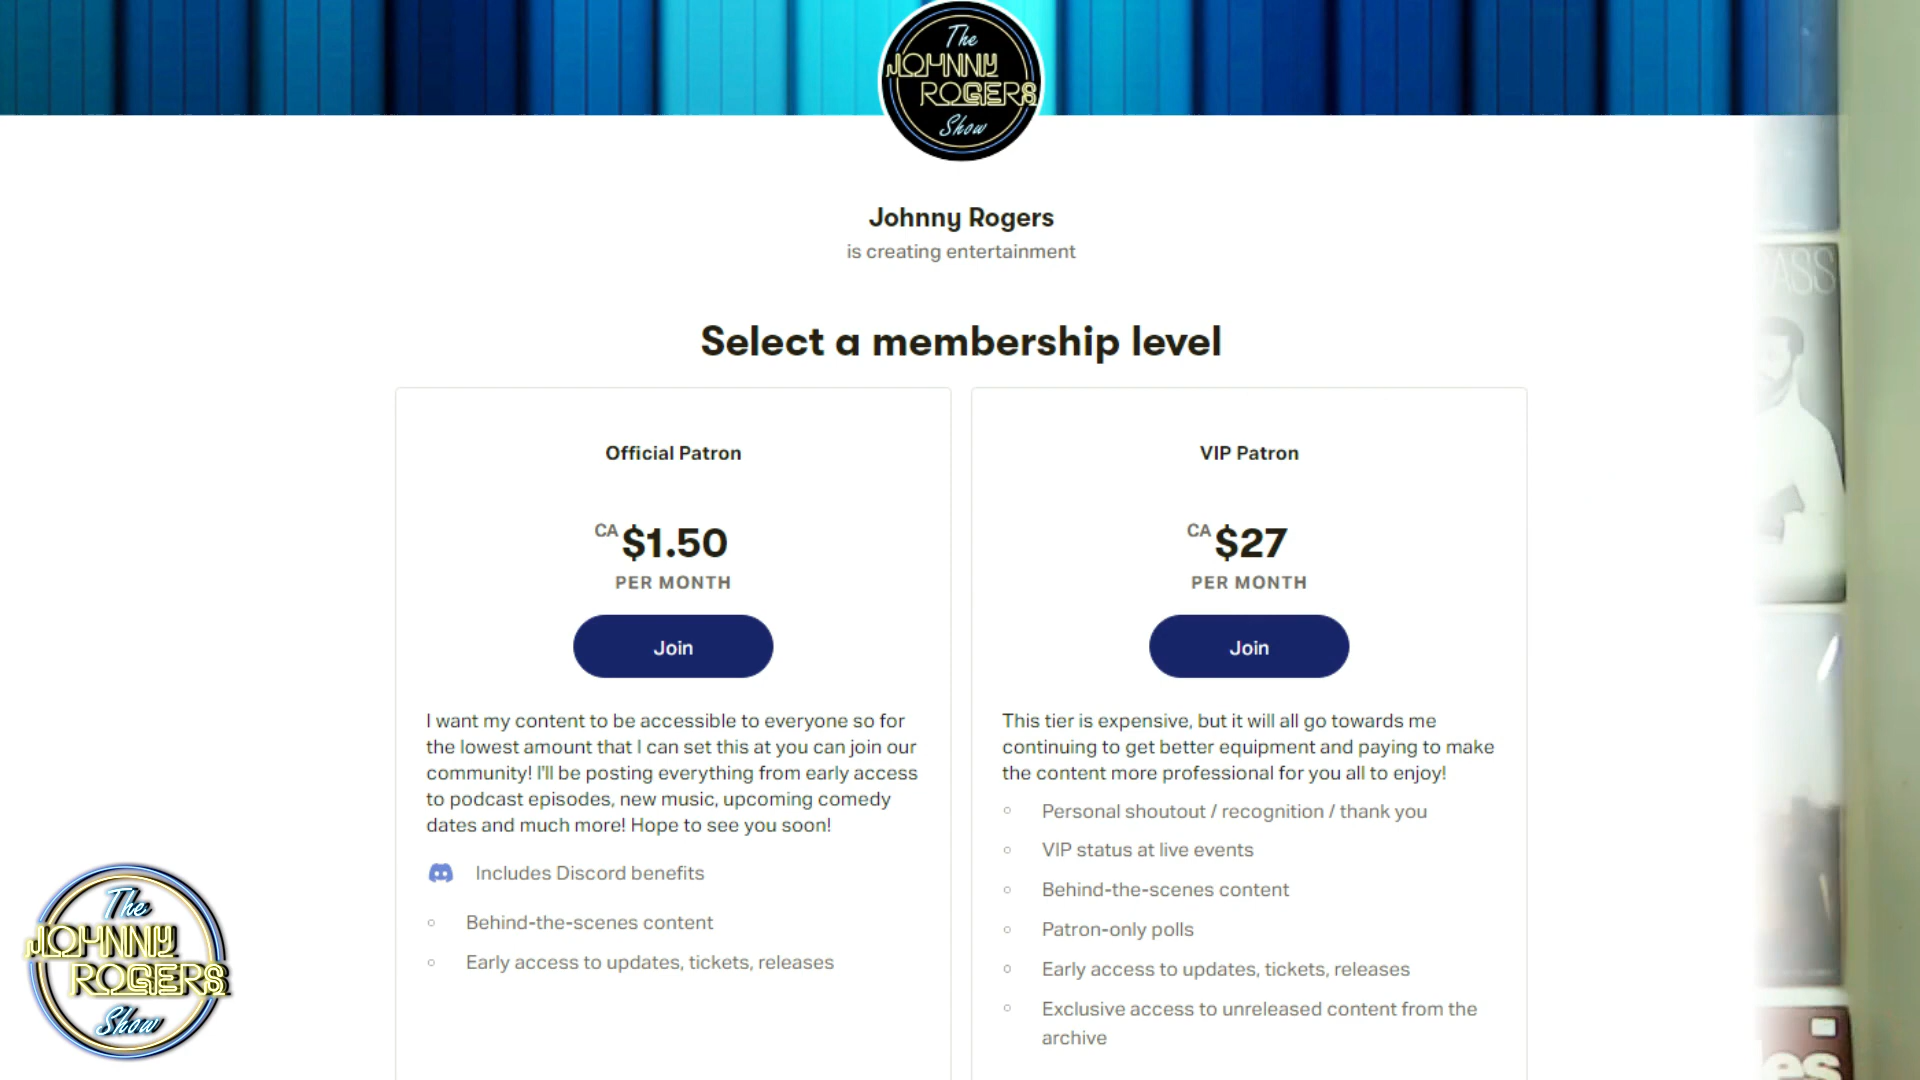 The
JOHNNY
ROGERS
Show
Johnny Rogers
is creating entertainment
Select a membership level
Official Patron
CA $1.50
PER MONTH
Join
I want my content to be accessible to everyone so for
the lowest amount that I can set this at you can join our
community! I'll be posting everything from early access
to podcast episodes, new music, upcoming comedy
dates and much more! Hope to see you soon!
Includes Discord benefits
Behind-the-scenes content
Early access to updates, tickets, releases
VIP Patron
CA $27
PER MONTH
Join
This tier is expensive, but it will all go towards me
continuing to get better equipment and paying to make
the content more professional for you all to enjoy!
Personal shoutout / recognition / thank you
VIP status at live events
Behind-the-scenes content
Patron-only polls
Early access to updates, tickets, releases
Exclusive access to unreleased content from the
archive
The
JOHNNY
ROGERS
Show